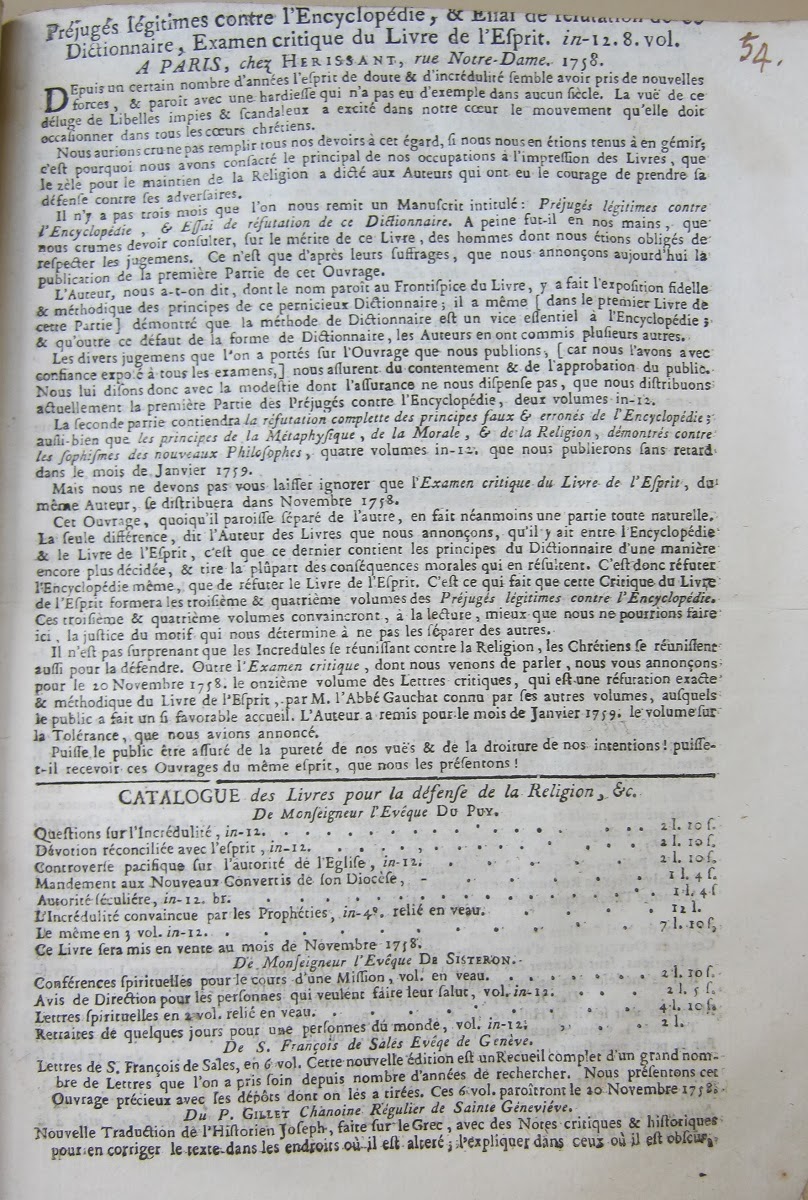 Préjugés légitimes contre l'Encyclopédie, & Essai de réfutation de ce
Dictionnaire, Examen critique du Livre de l'Esprit. in-12. 8. vol.
54.
A PARIS, chez HERISSANT, rue Notre-Dame. 1758.
DEpuis un certain nombre d'années l'esprit de doute & d'incrédulité semble avoir pris de nouvelles
forces, & paroît avec une hardiesse qui n'a pas eu d'exemple dans aucun siècle. La vuë de ce
déluge de Libelles impies & scandaleux a excité dans notre cœur le mouvement qu'elle doit
occasionner dans tous les cœurs chrétiens.
Nous aurions cru ne pas remplir tous nos devoirs à cet égard, si nous nous en étions tenus à en gémir;
c'est pourquoi nous avons consacré le principal de nos occupations à l'impression des Livres, que
le zèle pour le maintien de la Religion a dicté aux Auteurs qui ont eu le courage de prendre sa
défense contre ses adversaires.
Il n'y a pas trois mois que l'on nous remit un Manuscrit intitulé: Préjugés légitimes contre
l'Encyclopédie, & Essai de réfutation de ce Dictionnaire. A peine fut-il en nos mains, que
nous crumes devoir consulter, sur le mérite de ce Livre, des hommes dont nous étions obligés de
respecter les jugemens. Ce n'est que d'après leurs suffrages, que nous annonçons aujourd'hui la
publication de la première Partie de cet Ouvrage.
L'Auteur, nous a-t-on dit, dont le nom paroît au Frontispice du Livre, y a fait l'exposition fidelle
& méthodique des principes de ce pernicieux Dictionnaire; il a même [ dans le premier Livre de
cette Partie] démontré que la méthode de Dictionnaire est un vice essentiel à l'Encyclopédie;
& qu'outre ce défaut de la forme de Dictionnaire, les Auteurs en ont commis plusieurs autres.
Les divers jugemens que l'on a portés sur l'Ouvrage que nous publions, [ car nous l'avons avec
confiance exposé à tous les examens,] nous assurent du contentement & de l'approbation du public.
Nous lui disons donc avec la modestie dont l'assurance ne nous dispense pas, que nous distribuons
actuellement la première Partie des Préjugés contre l'Encyclopédie, deux volumes in-12.
La seconde partie contiendra la réfutation complette des principes faux & erronés de l'Encyclopédie;
aussi-bien que les principes de la Métaphysique, de la Morale, & de la Religion, démontrés contre
les sophismes des nouveaux Philosophes, quatre volumes in-12. que nous publierons sans retard
dans le mois de Janvier 1759.
Mais nous ne devons pas vous laisser ignorer que l'Examen critique du Livre de l'Esprit, du
même Auteur, se distribuera dans Novembre 1758.
Cet Ouvrage, quoiqu'il paroisse séparé de l'autre, en fait néanmoins une partie toute naturelle.
La seule différence, dit l'Auteur des Livres que nous annonçons, qu'il y ait entre l'Encyclopédie
& le Livre de l'Esprit, c'est que ce dernier contient les principes du Dictionnaire d'une manière
encore plus décidée, & tire la plûpart des conséquences morales qui en résultent. C'est donc réfuter
l'Encyclopédie même, que de réfuter le Livre de l'Esprit. C'est ce qui fait que cette Critique du Livre
de l'Esprit formera les troisième & quatrième volumes des Préjugés légitimes contre l'Encyclopédie.
Ces troisième & quatrième volumes convaincront, à la lecture, mieux que nous ne pourrions faire
ici, la justice du motif qui nous détermine à ne pas les séparer des autres.
Il n'est pas surprenant que les Incredules se réunissant contre la Religion, les Chrétiens se réunissent
aussi pour la défendre. Outre l'Examen critique, dont nous venons de parler, nous vous annonçons
pour le 20 Novembre 1758. le onzième volume des Lettres critiques, qui est une réfuration exacte
& méthodique du Livre de l'Esprit, par M. l'Abbé Gauchat connu par ses autres volumes, ausquels
le public a fait un si favorable accueil. L'Auteur a remis pour le mois de Janvier 1759. le volume sur
la Tolérance, que nous avions annoncé.
Puisse le public être assuré de la pureté de nos vuës & de la droiture de nos intentions! puisse-
t-il recevoir ces Ouvrages du même esprit, que nous les présentons!
CATALOGUE des Livres pour la défense de la Religion, &c.
De Monseigneur l'Evêque DU PUY.
Questions sur l'Incrédulité, in-12. 2 l. 10 s.
Dévotion réconciliée avec l'esprit, in-12. 2 l. 10 s.
Controverse pacifique sur l'autorité de l'Eglise, in-12. 2 l. 10 s.
Mandement aux Nouveaux Convertis de son Diocèse, - 1 l. 4 s.
Autorité séculiére, in-12. br. 1 l. 4 s
L'Incrédulité convaincue par les Prophéties, in-4°. relié en veau. 12 l.
Le même en 3 vol. in-12. 7 l. 10 s.
Ce Livre sera mis en vente au mois de Novembre 1758.
De Monseigneur l'Evêque DE SISTERON.
Conférences spirituelles pour le cours d'une Mission, vol. en veau. 2 l. 10 s.
Avis de Direction pour les personnes qui veulent faire leur salut, vol. in-12. 2 l. 5 s.
Lettres spirituelles en 2 vol. relié en veau. 4 l. 10 s.
Retraites de quelques jours pour une personnes du monde, vol. in-12; 2 l.
De S. François de Sales Evéqe de Genève.
Lettres de S. François de Sales, en 6 vol. Cette nouvelle édition est un Recueil complet d'un grand nom-
bre de Lettres que l'on a pris soin depuis nombre d'années de rechercher. Nous présentons cet
Ouvrage précieux avec ses dépôts dont on lés a tirées. Ces 6 vol. paroîtront le 20 Novembre 1758.
Du P. GILLET Chanoine Régulier de Sainte Geneviéve.
Nouvelle Traduction de l'Historien Joseph, faite sur le Grec, avec des Notes critiques & historiques
pour en corriger le texte dans les endroits où il est alteré; l'expliquer dans ceux où il est obscur,